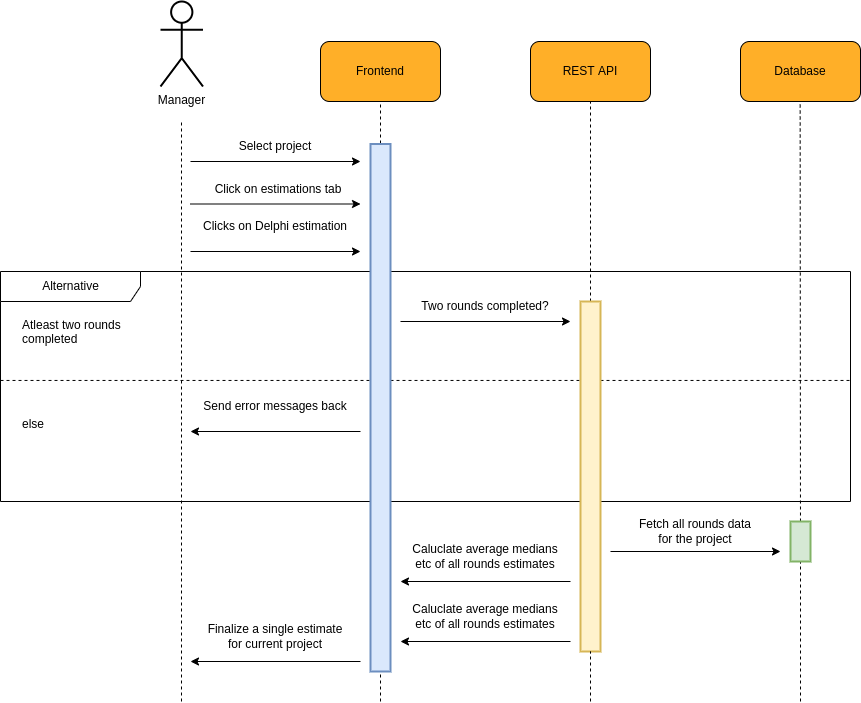 Manager
Frontend
REST API
Database
Select project
Click on estimations tab
Clicks on Delphi estimation
Alternative
Two rounds completed?
Atleast two rounds
completed
Send error messages back
else
Fetch all rounds data
for the project
Caluclate average medians
etc of all rounds estimates
Caluclate average medians
etc of all rounds estimates
Finalize a single estimate
for current project